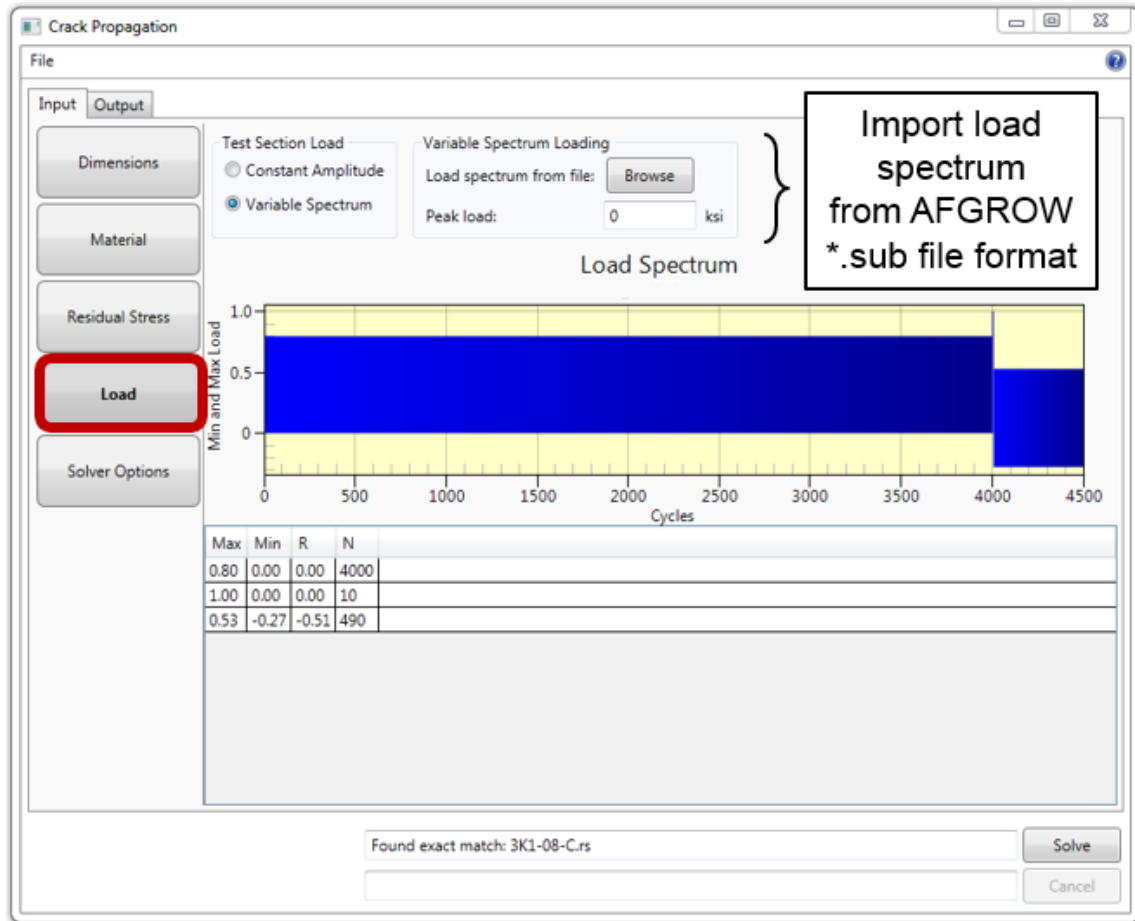 Crack Propagation
File
Input Output
Dimensions
Material
Residual Stress
Load
Solver Options
Test Section Load
Constant Amplitude
Variable Spectrum
Variable Spectrum Loading
Load spectrum from file: Browse
Peak load: 0 ksi
Import load
spectrum
from AFGROW
*.sub file format
Load Spectrum
Min and Max Load
1.0
0.5
0
0 500 1000 1500 2000 2500 3000 3500 4000 4500
Cycles
Max Min R N
0.80 0.00 0.00 4000
1.00 0.00 0.00 10
0.53 -0.27 -0.51 490
Found exact match: 3K1-08-C.rs
Solve
Cancel